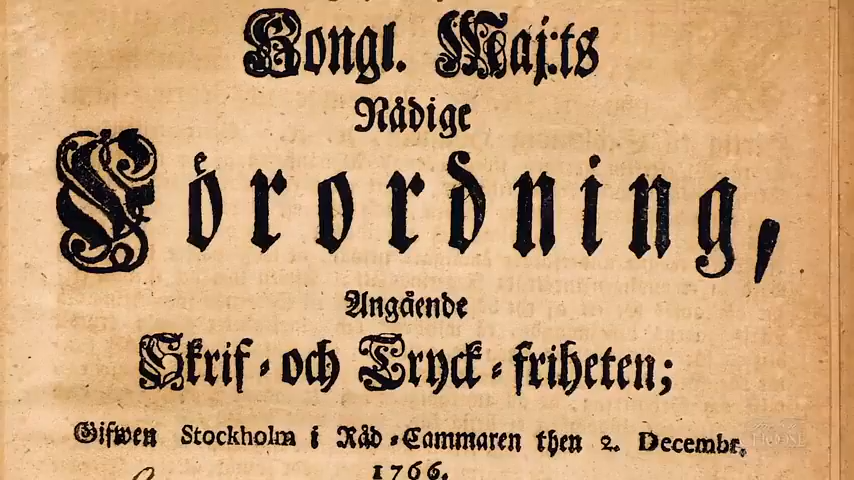 Kongl. Maj:ts
Nådige
Förordning,
Angående
Skrif-och Tryck-friheten;
Gifwen Stockholm i Råd-Cammaren then 2. Decembr.
1766.